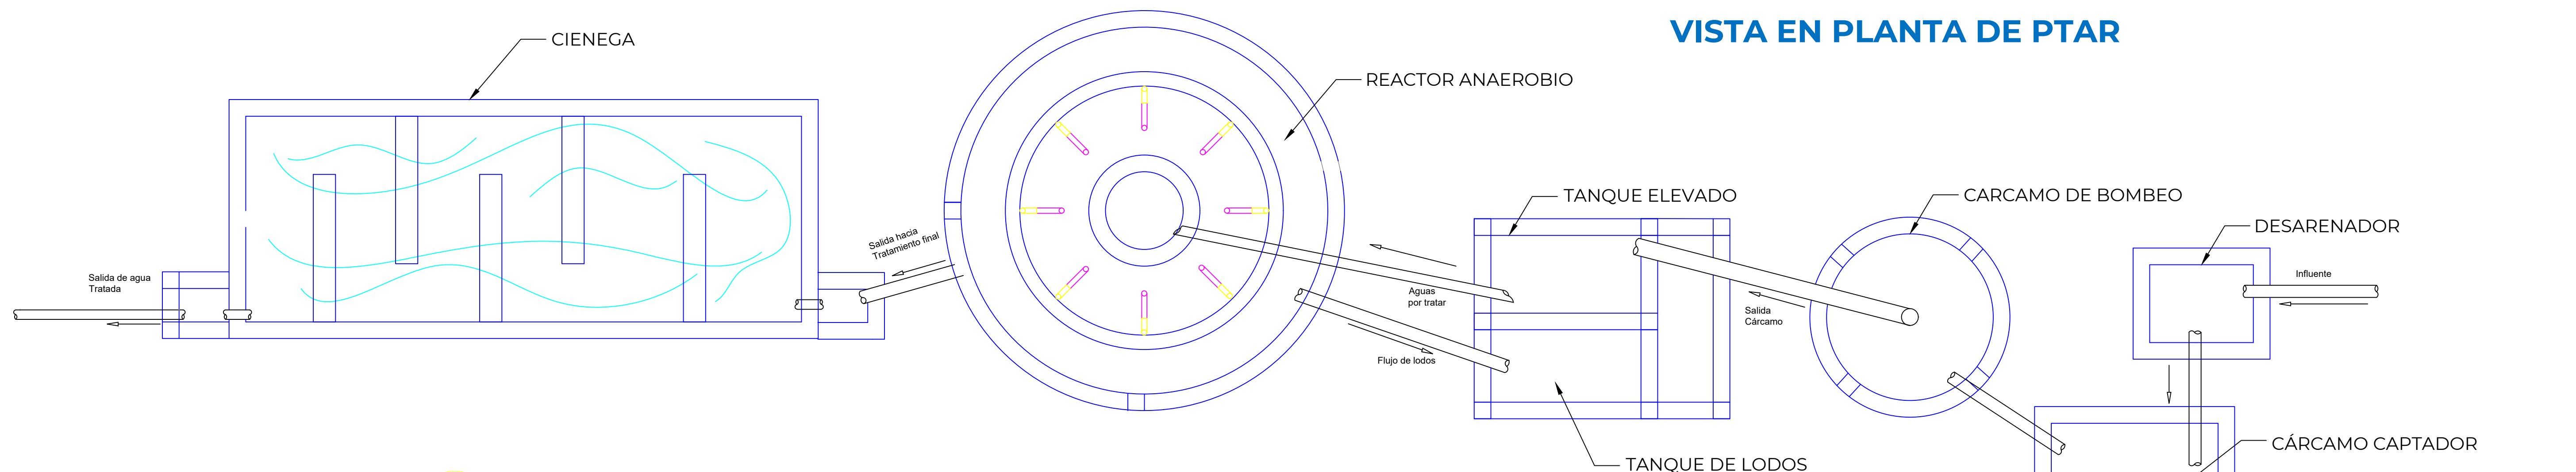 VISTA EN PLANTA DE PTAR
CIENEGA
REACTOR ANAEROBIO
TANQUE ELEVADO
CARCAMO DE BOMBEO
DESARENADOR
Influente
Salida hacia
Tratamiento final
Salida de agua
Tratada
Aguas
por tratar
Salida
Cárcamo
Flujo de lodos
CÁRCAMO CAPTADOR
TANQUE DE LODOS